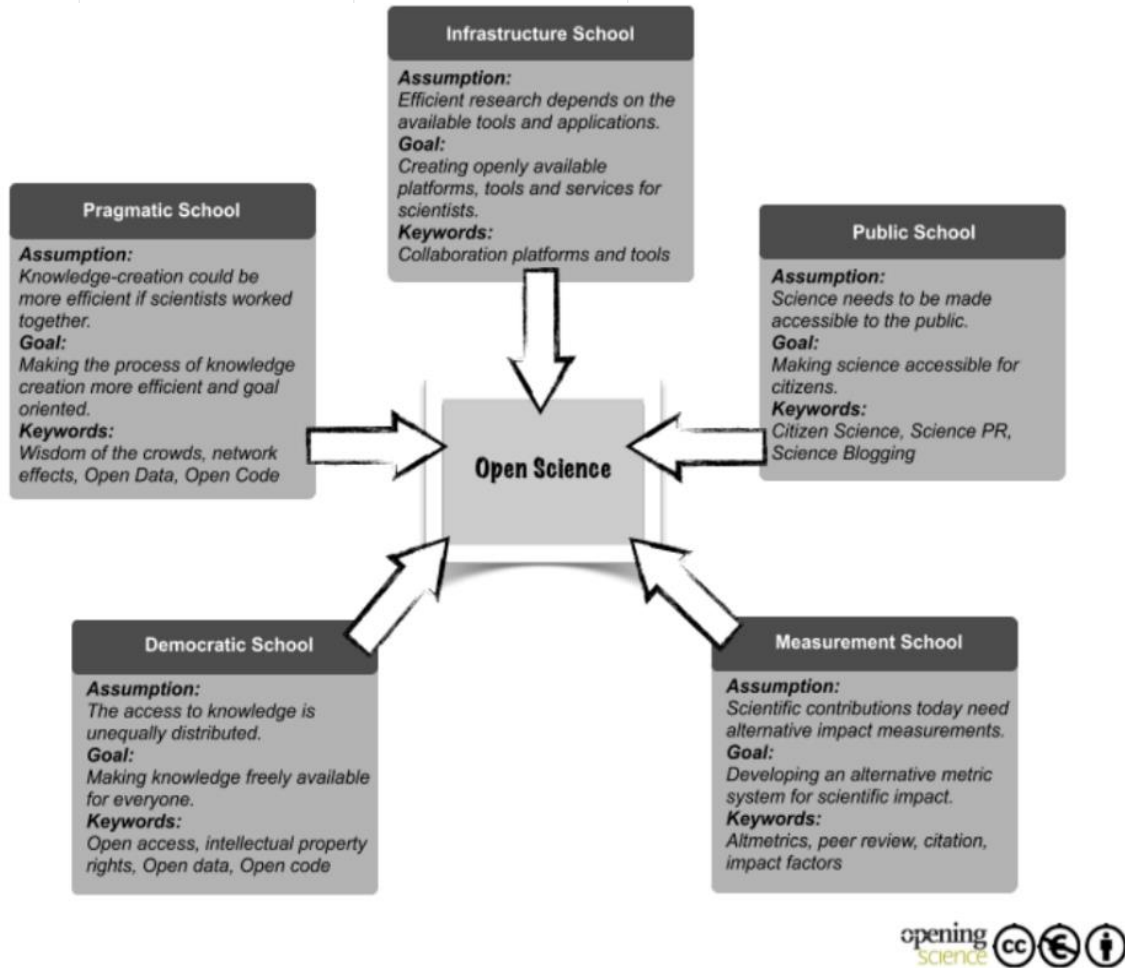 Infrastructure School
Assumption:
Efficient research depends on the
available tools and applications.
Goal:
Creating openly available
platforms, tools and services for
scientists.
Keywords:
Collaboration platforms and tools
Pragmatic School
Assumption:
Knowledge-creation could be
more efficient if scientists worked
together.
Goal:
Making the process of knowledge
creation more efficient and goal
oriented.
Keywords:
Wisdom of the crowds, network
effects, Open Data, Open Code
Public School
Assumption:
Science needs to be made
accessible to the public.
Goal:
Making science accessible for
citizens.
Keywords:
Citizen Science, Science PR,
Science Blogging
Open Science
Democratic School
Assumption:
The access to knowledge is
unequally distributed.
Goal:
Making knowledge freely available
for everyone.
Keywords:
Open access, intellectual property
rights, Open data, Open code
Measurement School
Assumption:
Scientific contributions today need
alternative impact measurements.
Goal:
Developing an alternative metric
system for scientific impact.
Keywords:
Altmetrics, peer review, citation,
impact factors
opening
science
cc